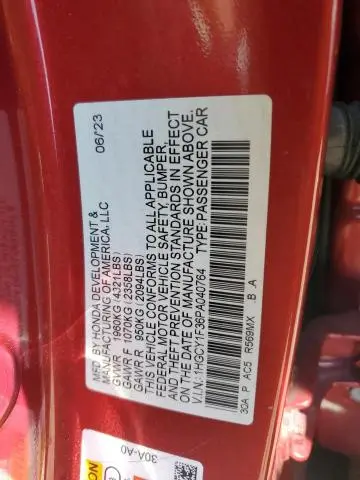 MFD BY HONDA DEVELOPMENT & 06/23
MANUFACTURING OF AMERICA, LLC
GVWR 1960KG (4321LBS)
GAWR F 1070KG (2358LBS)
GAWR R 950KG (2094LBS)
THIS VEHICLE CONFORMS TO ALL APPLICABLE
FEDERAL MOTOR VEHICLE SAFETY, BUMPER,
AND THEFT PREVENTION STANDARDS IN EFFECT
ON THE DATE OF MANUFACTURE SHOWN ABOVE.
V.I.N.: 1HGCY1F36PA040764 TYPE: PASSENGER CAR
30A P AC5 R569MX B A
30A-A0